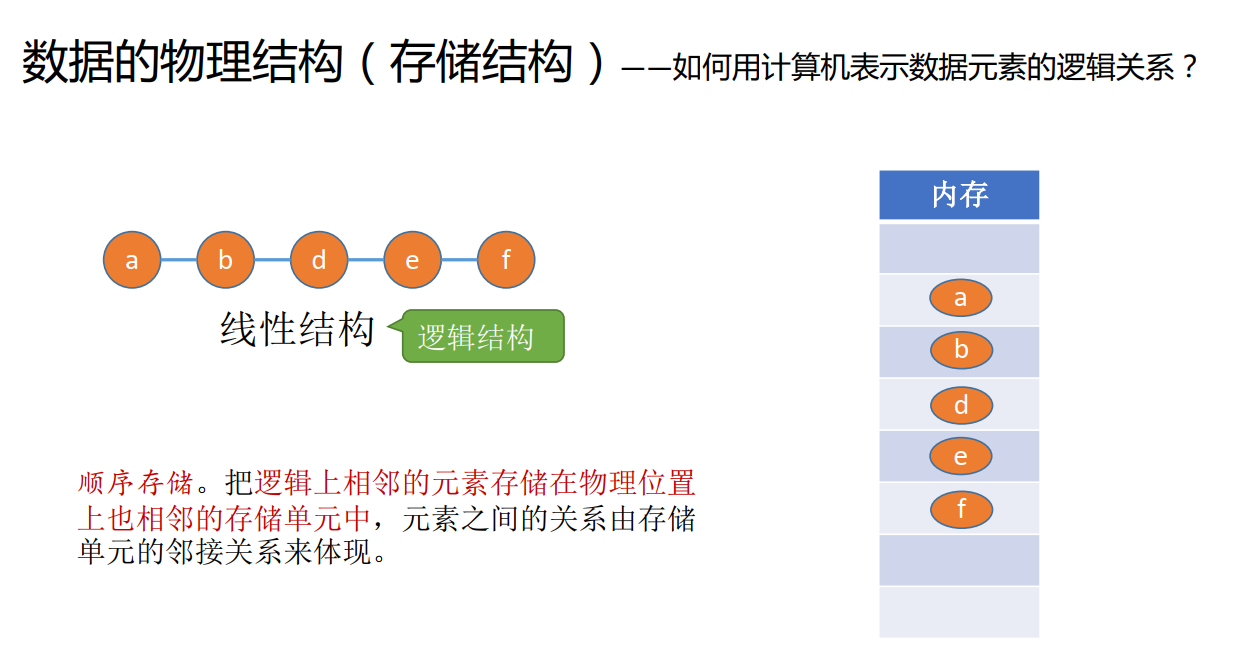 数据的物理结构（存储结构）——如何用计算机表示数据元素的逻辑关系？
内存
a b d e f
线性结构
逻辑结构
a
b
d
e
f
顺序存储。把逻辑上相邻的元素存储在物理位置
上也相邻的存储单元中，元素之间的关系由存储
单元的邻接关系来体现。